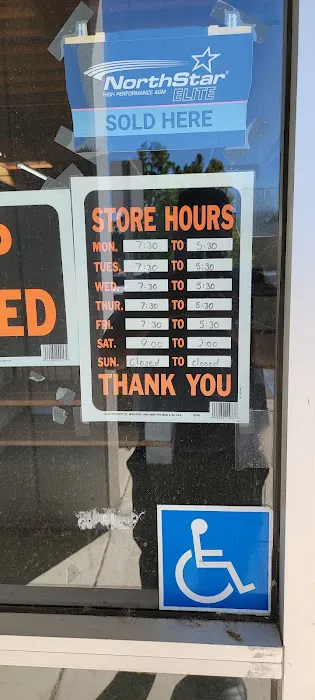 NorthStar
HIGH PERFORMANCE AGM
ELITE
SOLD HERE
P
ED
STORE HOURS
MON. 7:30 TO 5:30
TUES. 7:30 TO 5:30
WED. 7:30 TO 5:30
THUR. 7:30 TO 5:30
FRI. 7:30 TO 5:30
SAT. 9:00 TO 2:00
SUN. Closed TO Closed
THANK YOU